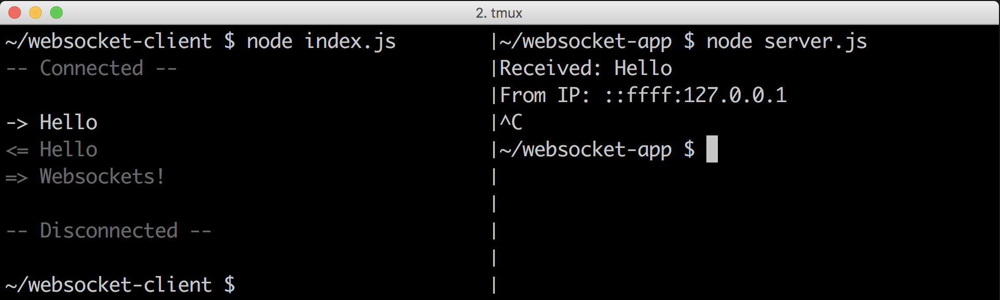 2. tmux
~/websocket-client $ node index.js
-- Connected --
-> Hello
<= Hello
=> Websockets!
-- Disconnected --
~/websocket-client $
~/websocket-app $ node server.js
Received: Hello
From IP: ::ffff:127.0.0.1
^C
~/websocket-app $